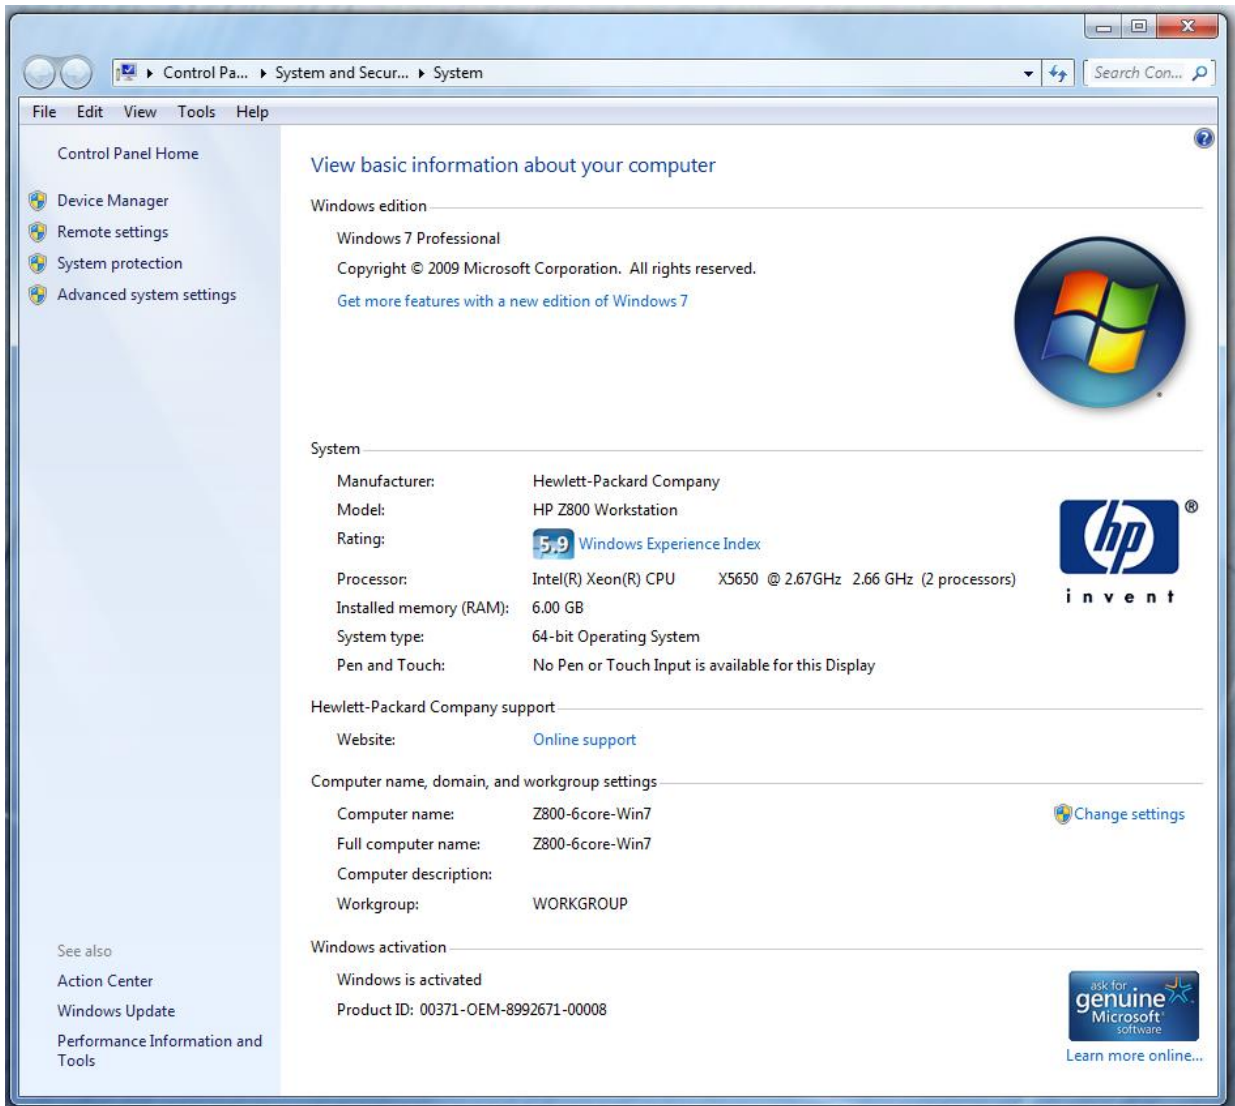 Control Pa... System and Secur... System
Search Con...
File Edit View Tools Help
Control Panel Home
Device Manager
Remote settings
System protection
Advanced system settings
See also
Action Center
Windows Update
Performance Information and
Tools
View basic information about your computer
Windows edition
Windows 7 Professional
Copyright © 2009 Microsoft Corporation. All rights reserved.
Get more features with a new edition of Windows 7
System
Manufacturer: Hewlett-Packard Company
Model: HP Z800 Workstation
Rating: 5.9 Windows Experience Index
Processor: Intel(R) Xeon(R) CPU X5650 @ 2.67GHz 2.66 GHz (2 processors)
Installed memory (RAM): 6.00 GB
System type: 64-bit Operating System
Pen and Touch: No Pen or Touch Input is available for this Display
hp ®
invent
Hewlett-Packard Company support
Website: Online support
Computer name, domain, and workgroup settings
Computer name: Z800-6core-Win7
Change settings
Full computer name: Z800-6core-Win7
Computer description:
Workgroup: WORKGROUP
Windows activation
Windows is activated
Product ID: 00371-OEM-8992671-00008
ask for
genuine
Microsoft
software
Learn more online...